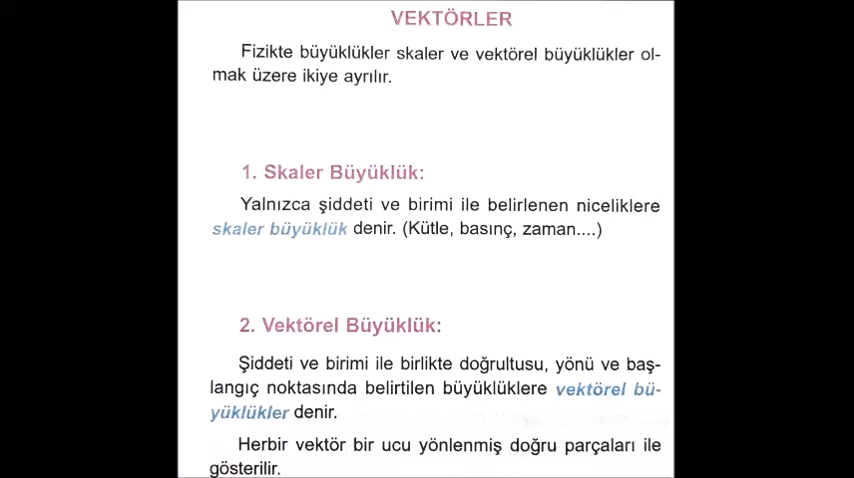 VEKTÖRLER
Fizikte büyüklükler skaler ve vektörel büyüklükler ol-
mak üzere ikiye ayrılır.
1. Skaler Büyüklük:
Yalnızca şiddeti ve birimi ile belirlenen niceliklere
skaler büyüklük denir. (Kütle, basınç, zaman....)
2. Vektörel Büyüklük:
Şiddeti ve birimi ile birlikte doğrultusu, yönü ve baş-
langıç noktasında belirtilen büyüklüklere vektörel bü-
yüklükler denir.
Herbir vektör bir ucu yönlenmiş doğru parçaları ile
gösterilir.